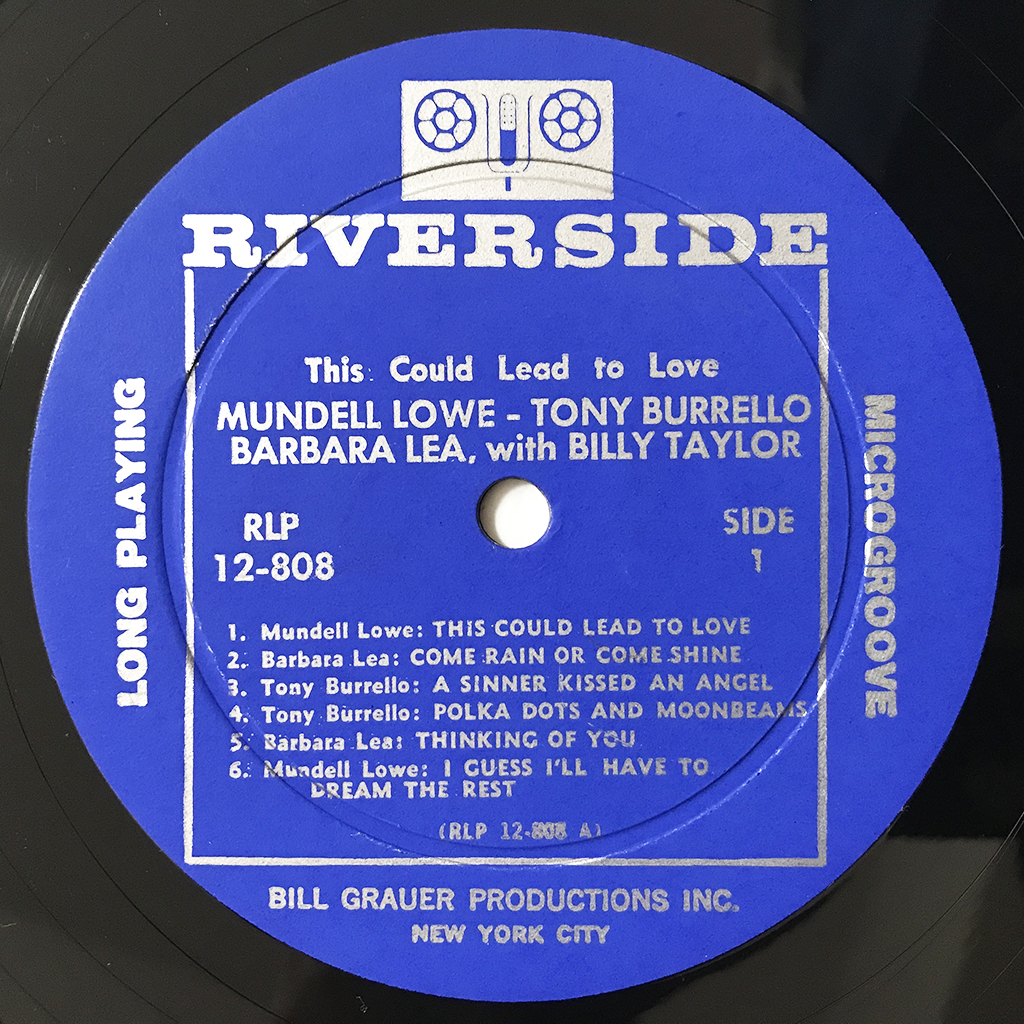 RIVERSIDE
This Could Lead to Love
MUNDELL LOWE - TONY BURRELLO
BARBARA LEA, with BILLY TAYLOR
LONG PLAYING
MICROGROOVE
RLP
12-808
SIDE
1
1. Mundell Lowe: THIS COULD LEAD TO LOVE
2. Barbara Lea: COME RAIN OR COME SHINE
3. Tony Burrello: A SINNER KISSED AN ANGEL
4. Tony Burrello: POLKA DOTS AND MOONBEAMS
5. Barbara Lea: THINKING OF YOU
6. Mundell Lowe: I GUESS I'LL HAVE TO
DREAM THE REST
(RLP 12-808 A)
BILL GRAUER PRODUCTIONS INC.
NEW YORK CITY